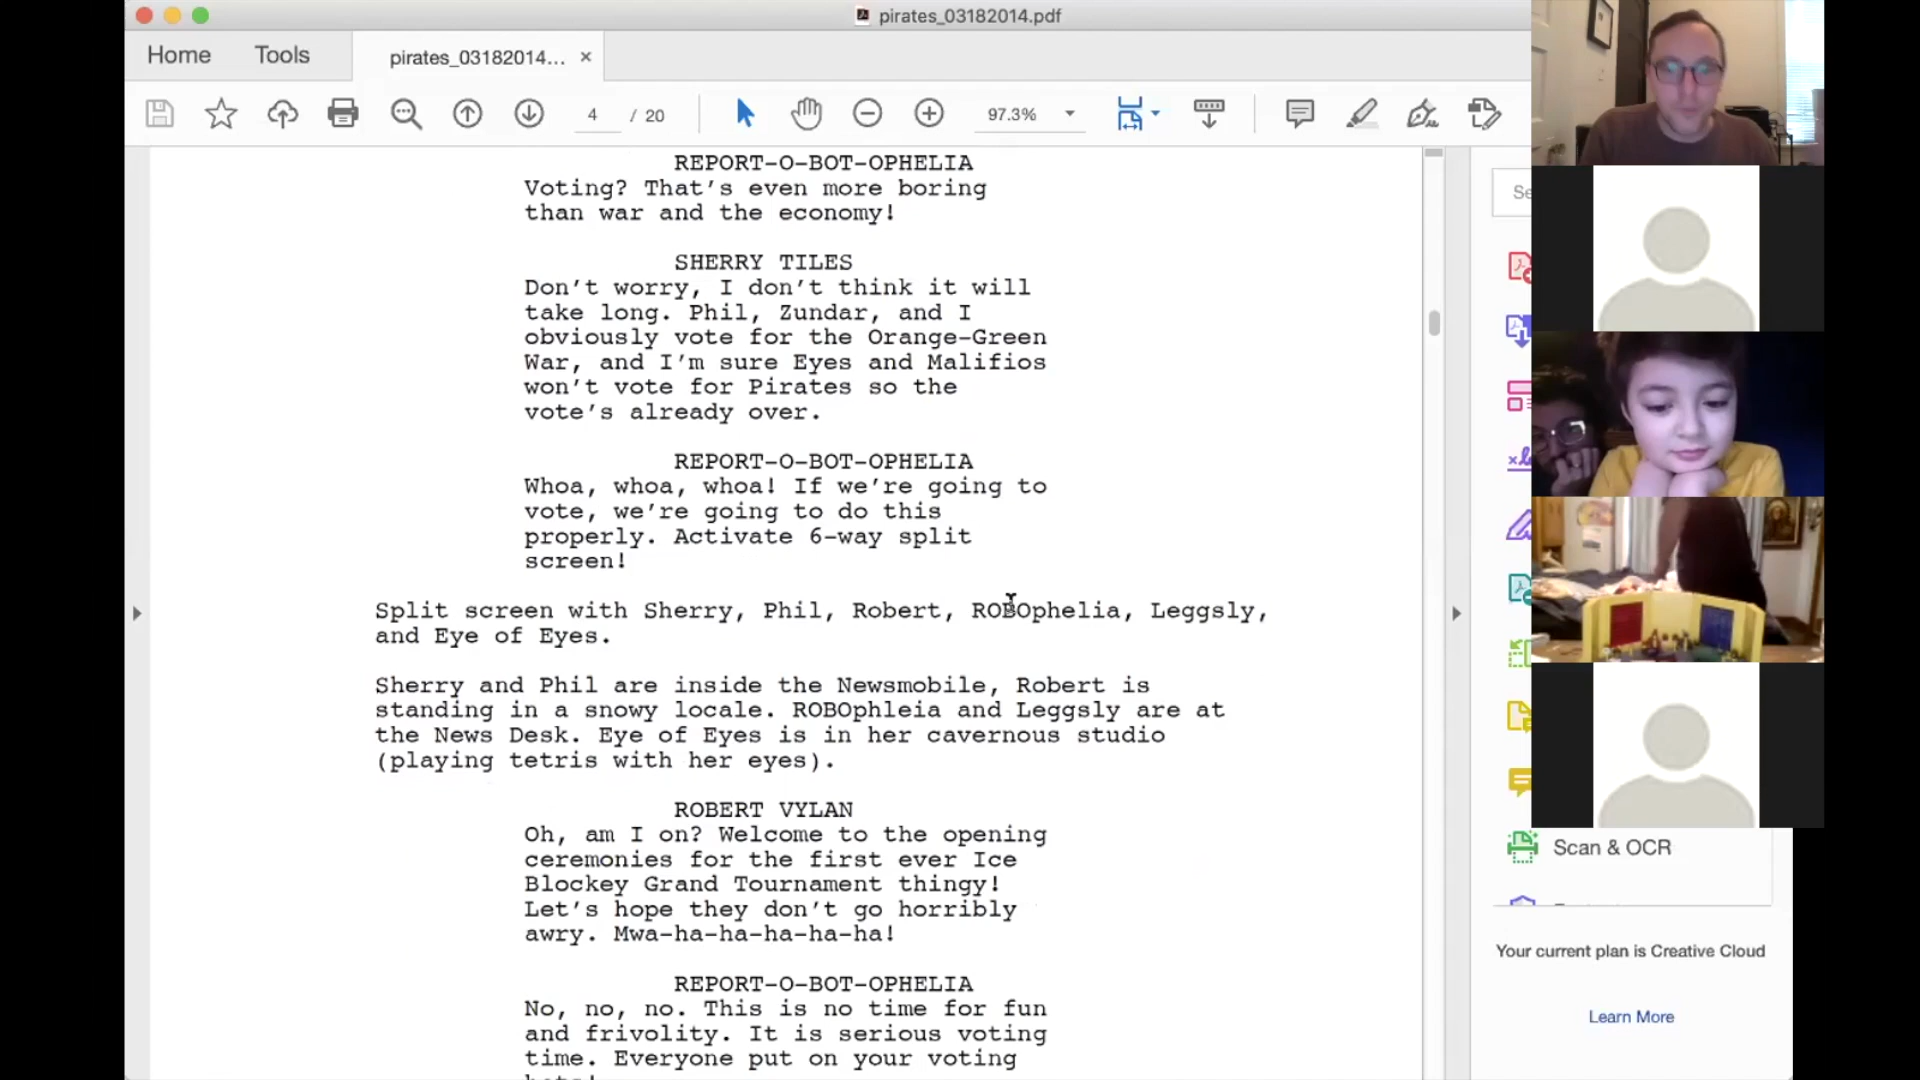 pirates_03182014.pdf
Home
Tools
pirates_03182014...
4 / 20
97.3%
REPORT-O-BOT-OPHELIA
Voting? That's even more boring
than war and the economy!
SHERRY TILES
Don't worry, I don't think it will
take long. Phil, Zundar, and I
obviously vote for the Orange-Green
War, and I'm sure Eyes and Malifios
won't vote for Pirates so the
vote's already over.
REPORT-O-BOT-OPHELIA
Whoa, whoa, whoa! If we're going to
vote, we're going to do this
properly. Activate 6-way split
screen!
Split screen with Sherry, Phil, Robert, ROBOphelia, Leggsly,
and Eye of Eyes.
Sherry and Phil are inside the Newsmobile, Robert is
standing in a snowy locale. ROBOphleia and Leggsly are at
the News Desk. Eye of Eyes is in her cavernous studio
(playing tetris with her eyes).
ROBERT VYLAN
Oh, am I on? Welcome to the opening
ceremonies for the first ever Ice
Blockey Grand Tournament thingy!
Let's hope they don't go horribly
awry. Mwa-ha-ha-ha-ha-ha!
REPORT-O-BOT-OPHELIA
No, no, no. This is no time for fun
and frivolity. It is serious voting
time. Everyone put on your voting
Se
Scan & OCR
Your current plan is Creative Cloud
Learn More